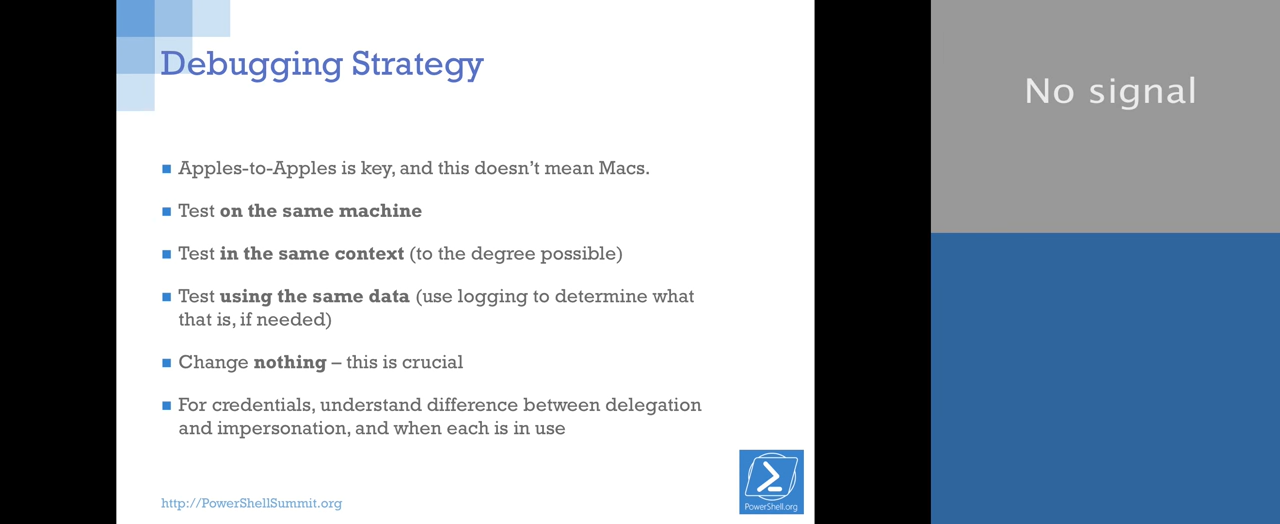 Debugging Strategy
Apples-to-Apples is key, and this doesn’t mean Macs.
Test on the same machine
Test in the same context (to the degree possible)
Test using the same data (use logging to determine what
that is, if needed)
Change nothing – this is crucial
For credentials, understand difference between delegation
and impersonation, and when each is in use
http://PowerShellSummit.org
PowerShell.org
No signal